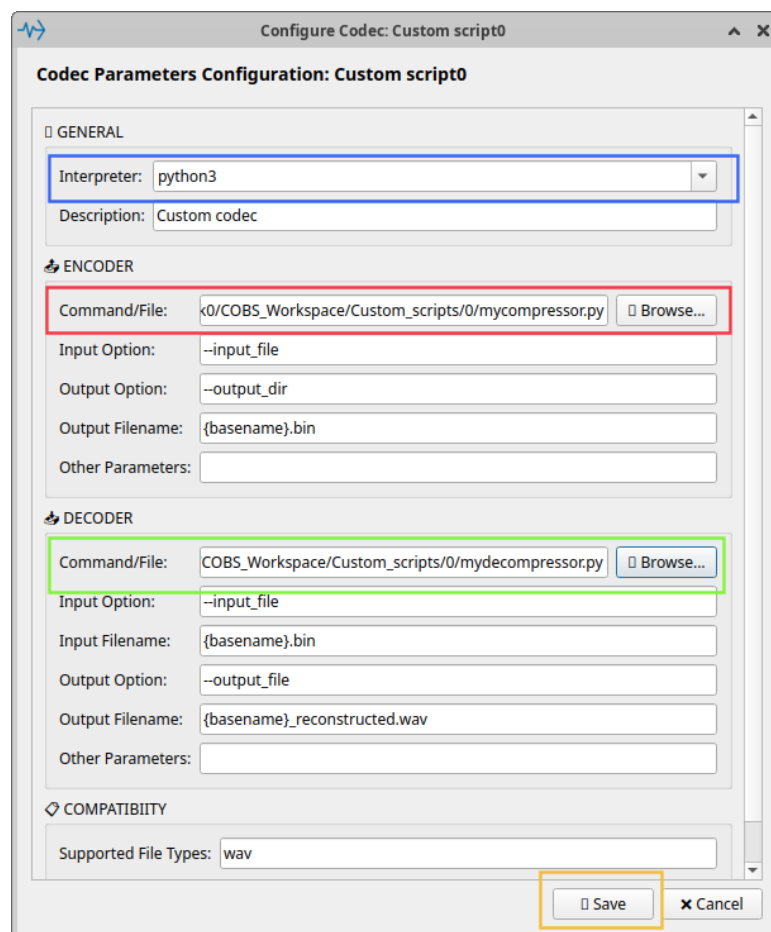 Configure Codec: Custom script0
Codec Parameters Configuration: Custom script0
GENERAL
Interpreter: python3
Description: Custom codec
ENCODER
Command/File: k0/COBS_Workspace/Custom_scripts/0/mycompressor.py Browse...
Input Option: --input_file
Output Option: --output_dir
Output Filename: {basename}.bin
Other Parameters:
DECODER
Command/File: COBS_Workspace/Custom_scripts/0/mydecompressor.py Browse...
Input Option: --input_file
Input Filename: {basename}.bin
Output Option: --output_file
Output Filename: {basename}_reconstructed.wav
Other Parameters:
COMPATIBIITY
Supported File Types: wav
Save Cancel